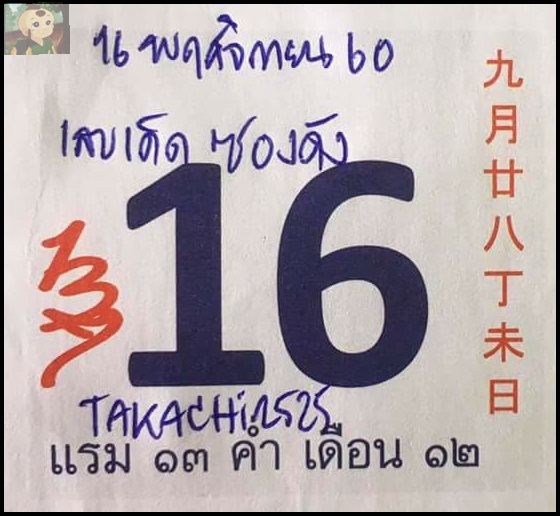 16 พฤศจิกายน 60
เลขเด็ด ซองดัง
16
TAKACHi
แรม ๑๓ ค่ำ เดือน ๑๒
九月廿八丁未日